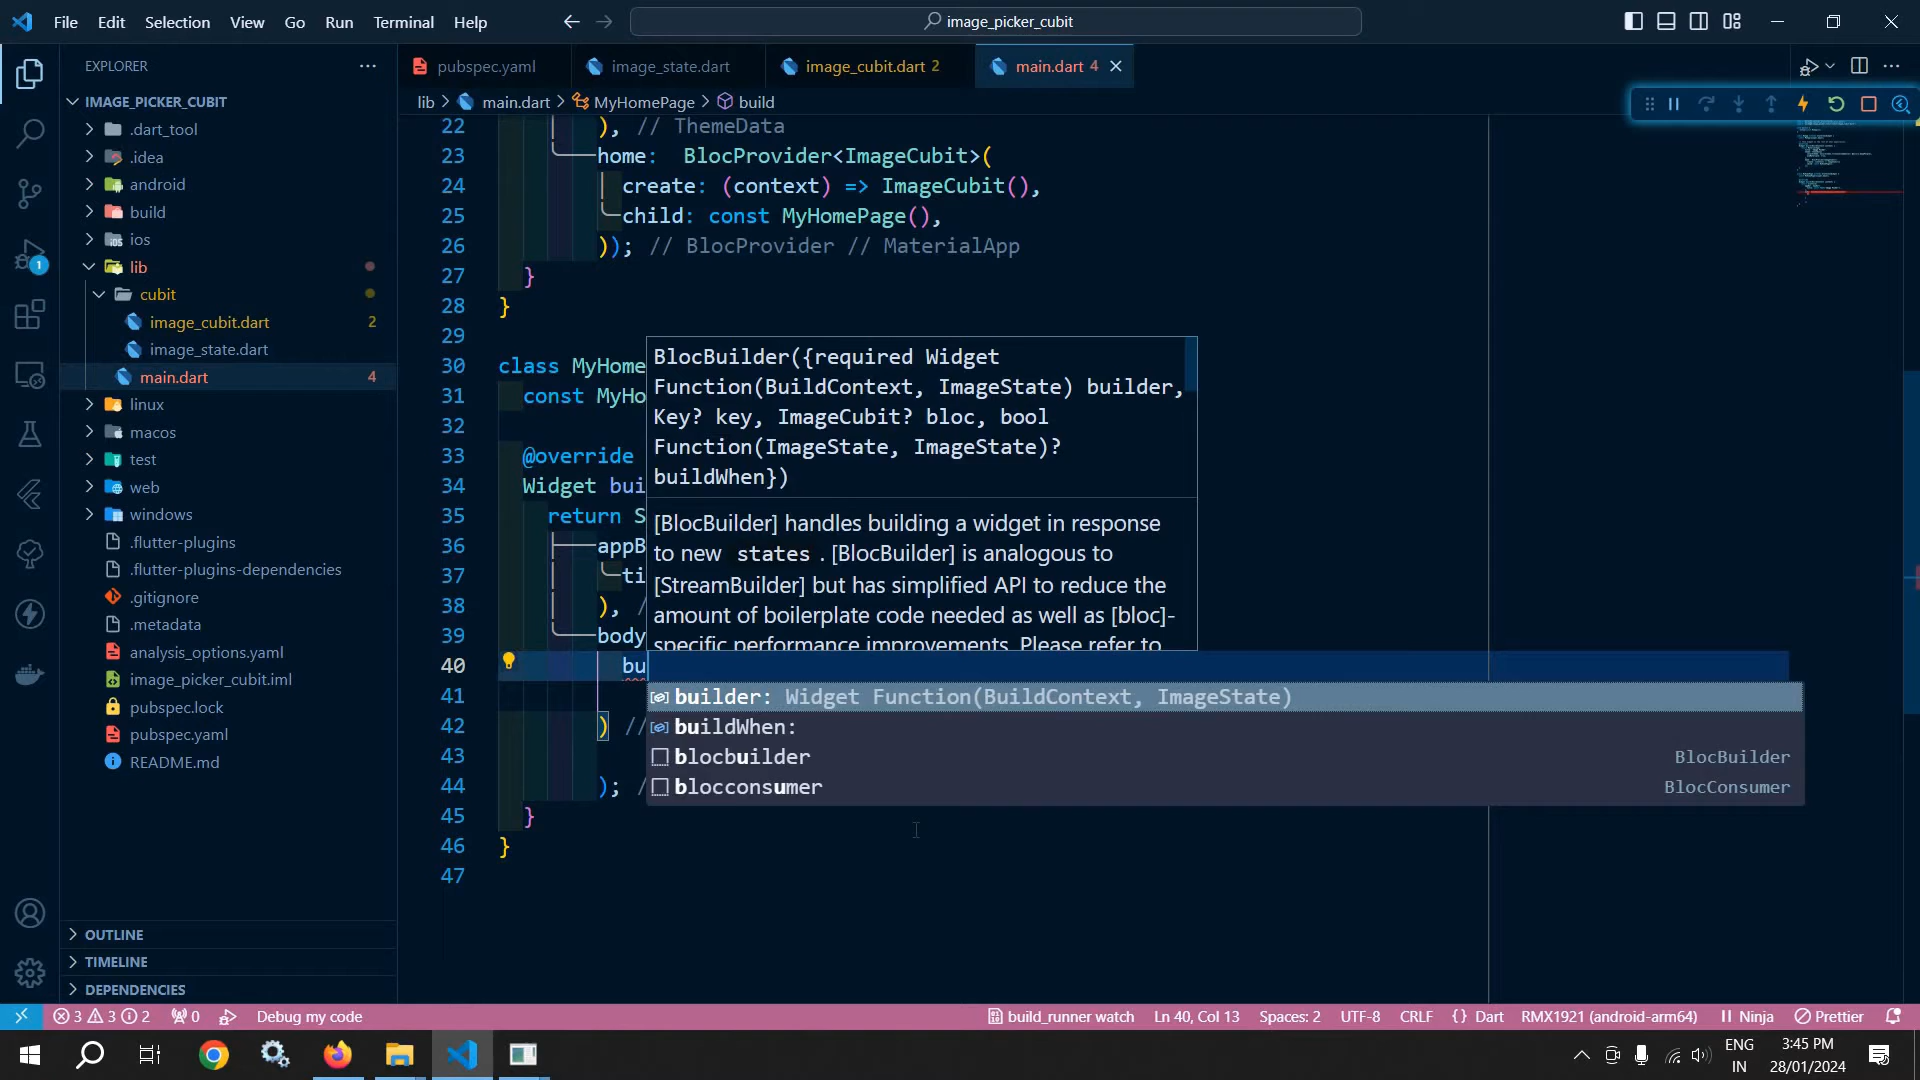 File Edit Selection View Go Run Terminal Help
image_picker_cubit
EXPLORER
IMAGE_PICKER_CUBIT
.dart_tool
.idea
android
build
ios
lib
cubit
image_cubit.dart 2
image_state.dart
main.dart 4
linux
macos
test
web
windows
.flutter-plugins
.flutter-plugins-dependencies
.gitignore
.metadata
analysis_options.yaml
image_picker_cubit.iml
pubspec.lock
pubspec.yaml
README.md
OUTLINE
TIMELINE
DEPENDENCIES
1
pubspec.yaml image_state.dart image_cubit.dart 2 main.dart 4
lib > main.dart > MyHomePage > build
22 ), // ThemeData
23 home: BlocProvider<ImageCubit>(
24 create: (context) => ImageCubit(),
25 child: const MyHomePage(),
26 )); // BlocProvider // MaterialApp
27 }
28 }
29
30 class MyHome
31 const MyHo
32
33 @override
34 Widget bui
35 return S
36 appB
37 ti
38 ), /
39 body
40 bu
41
42 ) //
43
44 ); /
45 }
46 }
47
BlocBuilder({required Widget
Function(BuildContext, ImageState) builder,
Key? key, ImageCubit? bloc, bool
Function(ImageState, ImageState)?
buildWhen})
[BlocBuilder] handles building a widget in response
to new states. [BlocBuilder] is analogous to
[StreamBuilder] but has simplified API to reduce the
amount of boilerplate code needed as well as [bloc]-
specific performance improvements. Please refer to
builder: Widget Function(BuildContext, ImageState)
buildWhen:
blocbuilder BlocBuilder
blocconsumer BlocConsumer
3 3 2 0 Debug my code build_runner watch Ln 40, Col 13 Spaces: 2 UTF-8 CRLF {} Dart RMX1921 (android-arm64) Ninja Prettier
ENG
IN
3:45 PM
28/01/2024